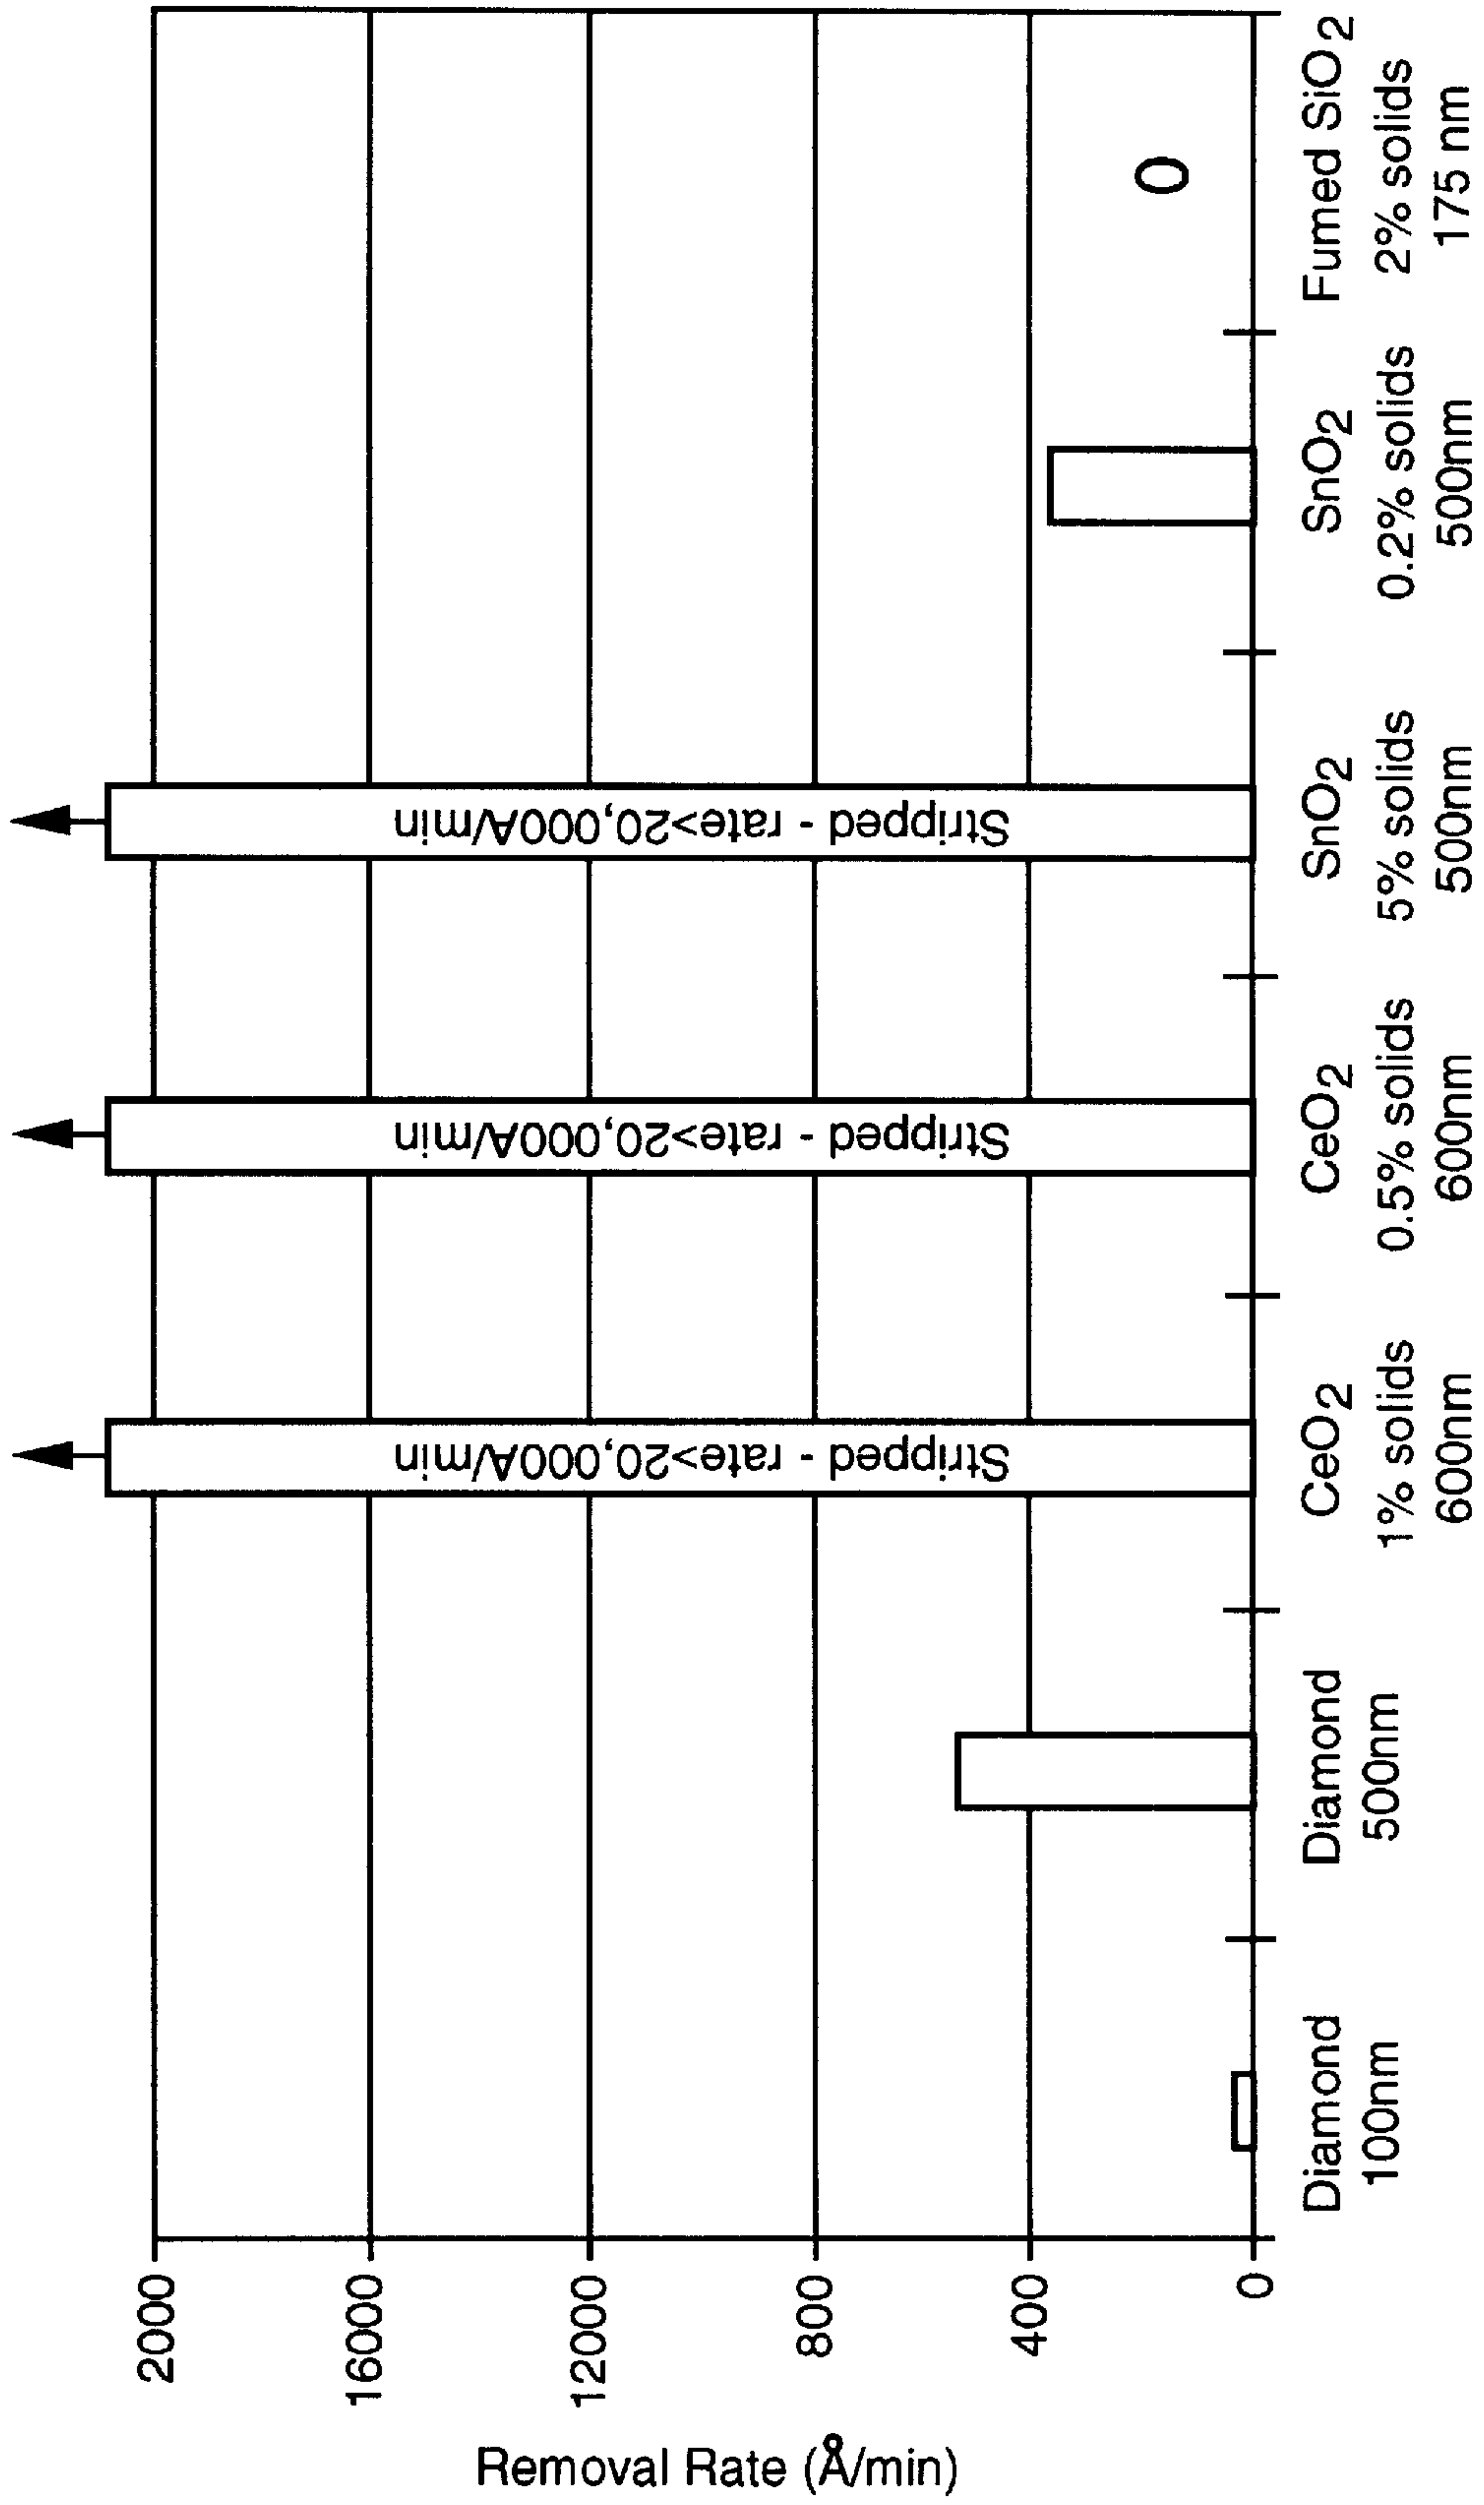 Removal Rate (Å/min)
2000
16000
12000
800
400
0
Stripped - rate>20,000A/min
Stripped - rate>20,000A/min
Stripped - rate>20,000A/min
0
Diamond
100nm
Diamond
500nm
CeO2
1% solids
600nm
CeO2
0.5% solids
600nm
SnO2
5% solids
500nm
SnO2
0.2% solids
500nm
Fumed SiO2
2% solids
175 nm